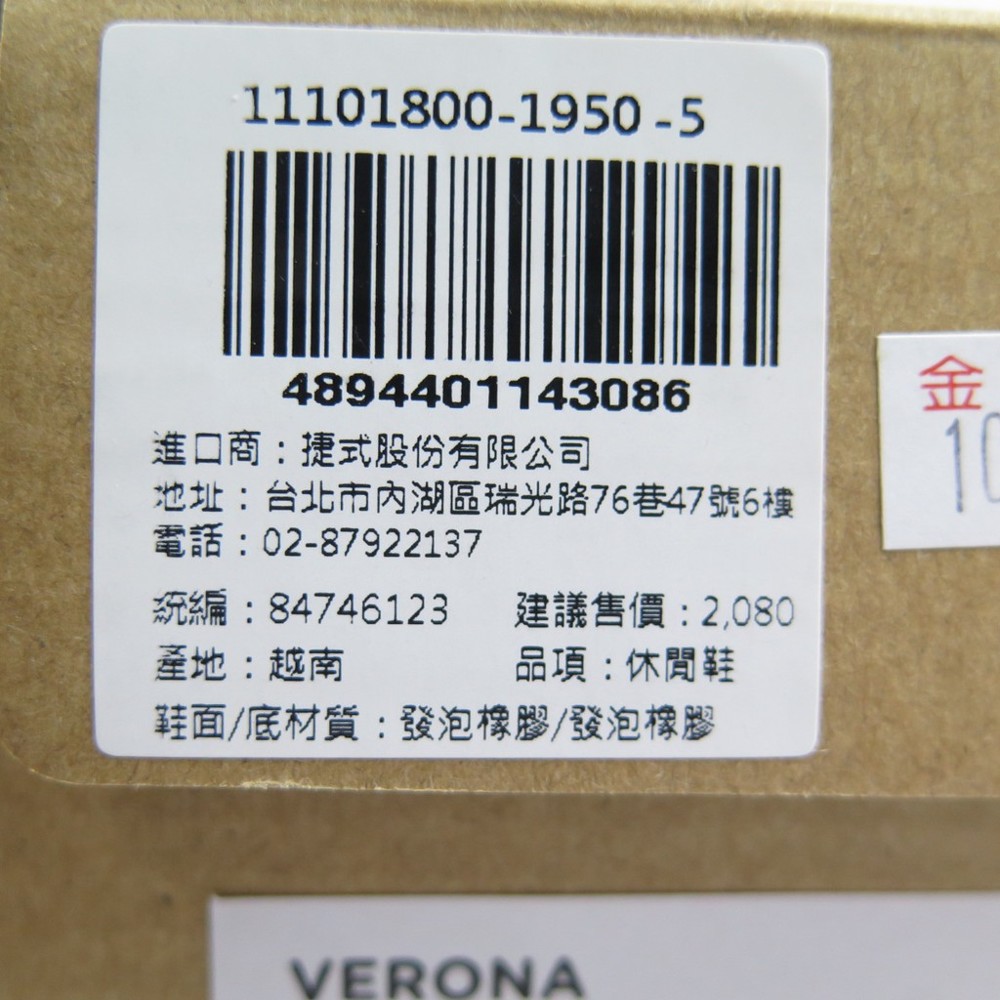 11101800-1950 -5
4894401143086
進口商：捷式股份有限公司
地址：台北市內湖區瑞光路76巷47號6樓
電話：02-87922137
統編：84746123 建議售價：2,080
產地：越南 品項：休閒鞋
鞋面/底材質：發泡橡膠/發泡橡膠
金
10
VERONA